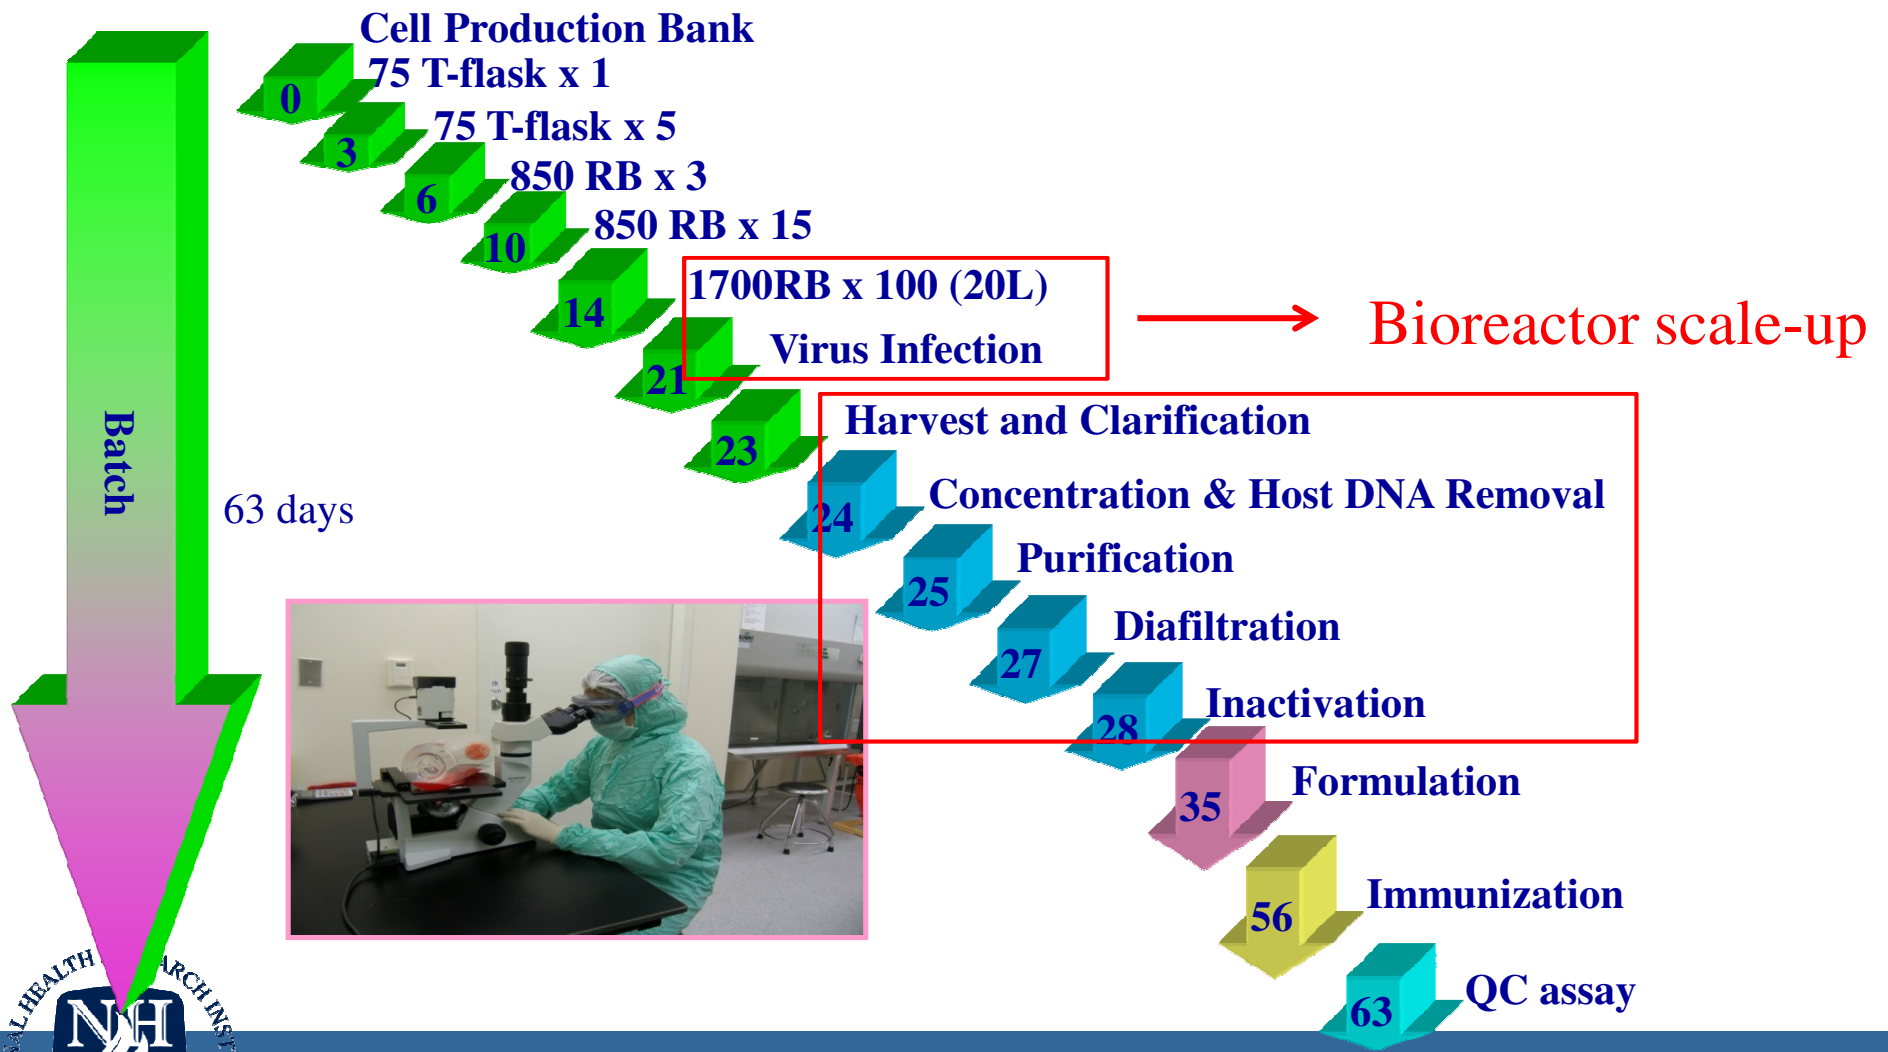 Cell Production Bank
0
75 T-flask x 1
3
75 T-flask x 5
6
850 RB x 3
10
850 RB x 15
14
1700RB x 100 (20L)
Bioreactor scale-up
Virus Infection
21
Harvest and Clarification
23
Batch
63 days
Concentration & Host DNA Removal
24
Purification
25
Diafiltration
27
Inactivation
28
Formulation
35
Immunization
56
QC assay
63
NH